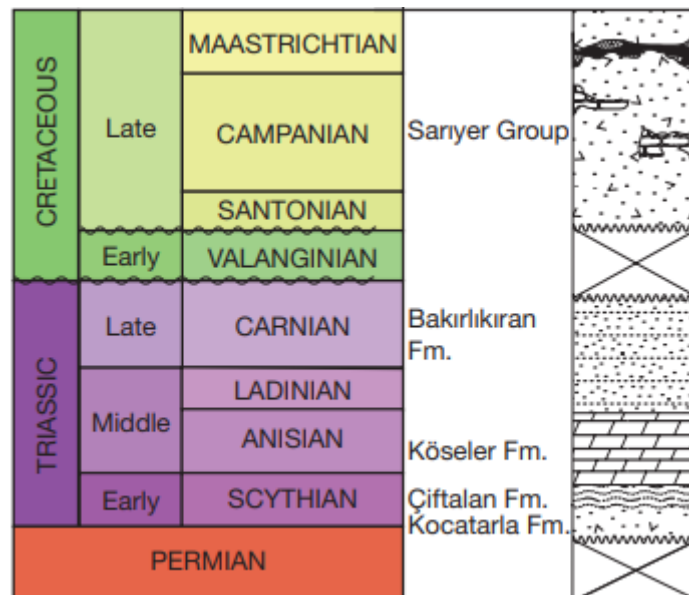 CRETACEOUS
Late
MAASTRICHTIAN
CAMPANIAN
SANTONIAN
Sarıyer Group
Early
VALANGINIAN
TRIASSIC
Late
CARNIAN
Bakırlıkıran
Fm.
Middle
LADINIAN
ANISIAN
Köseler Fm.
Early
SCYTHIAN
Çiftalan Fm.
Kocatarla Fm.
PERMIAN